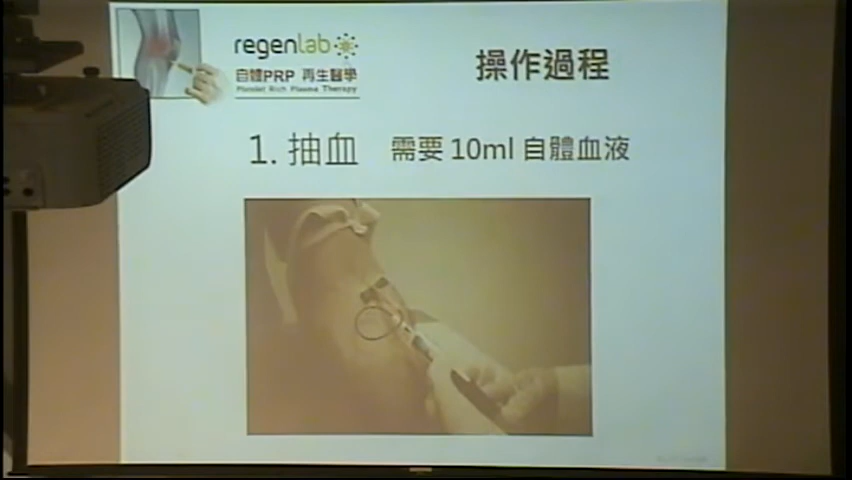 regenlab
自體PRP 再生醫學
Platelet Rich Plasma Therapy
操作過程
1. 抽血 需要 10ml 自體血液